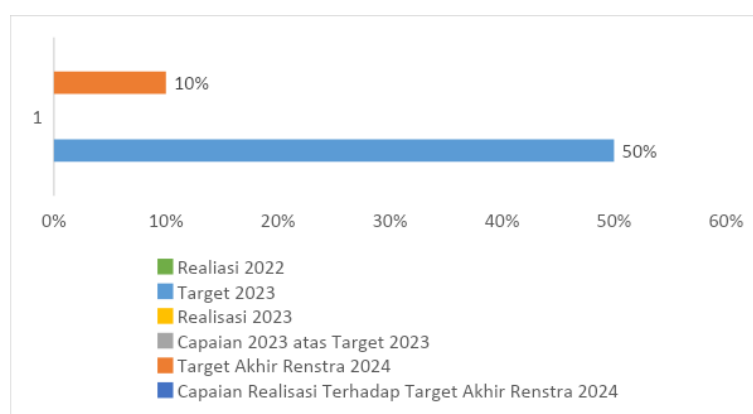 10%
1
50%
0% 10% 20% 30% 40% 50% 60%
Realiasi 2022
Target 2023
Realisasi 2023
Capaian 2023 atas Target 2023
Target Akhir Renstra 2024
Capaian Realisasi Terhadap Target Akhir Renstra 2024